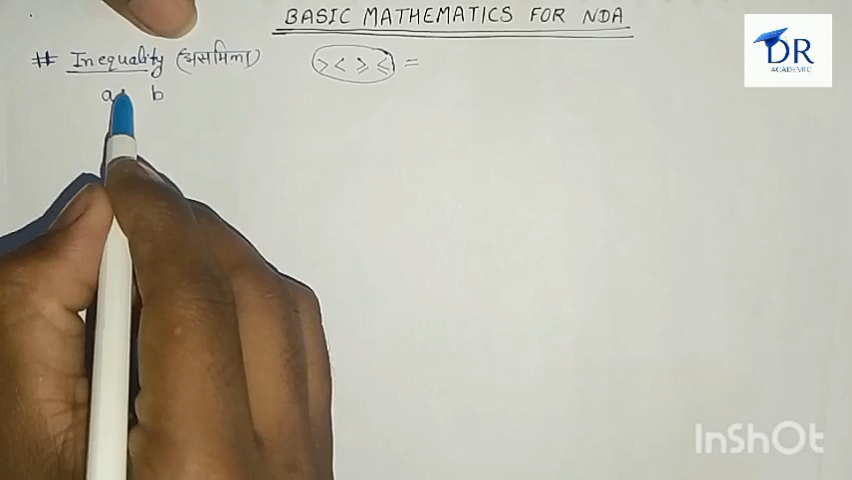 BASIC MATHEMATICS FOR NDA
# Inequality (असमिता) > < ≥ ≤ =
a b
DR
ACADEMIC
InShOt